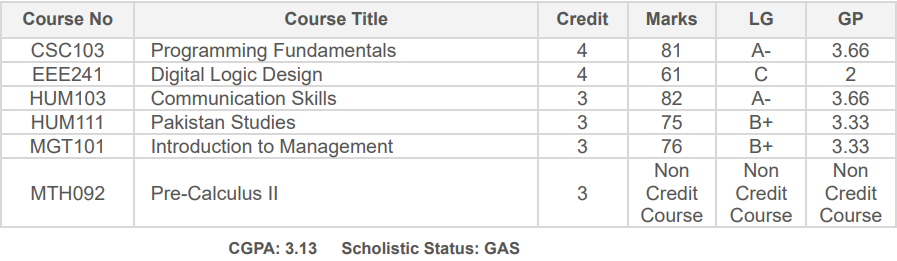 Course No Course Title Credit Marks LG GP
CSC103 Programming Fundamentals 4 81 A- 3.66
EEE241 Digital Logic Design 4 61 C 2
HUM103 Communication Skills 3 82 A- 3.66
HUM111 Pakistan Studies 3 75 B+ 3.33
MGT101 Introduction to Management 3 76 B+ 3.33
MTH092 Pre-Calculus II 3 Non Credit Course Non Credit Course Non Credit Course
CGPA: 3.13 Scholistic Status: GAS